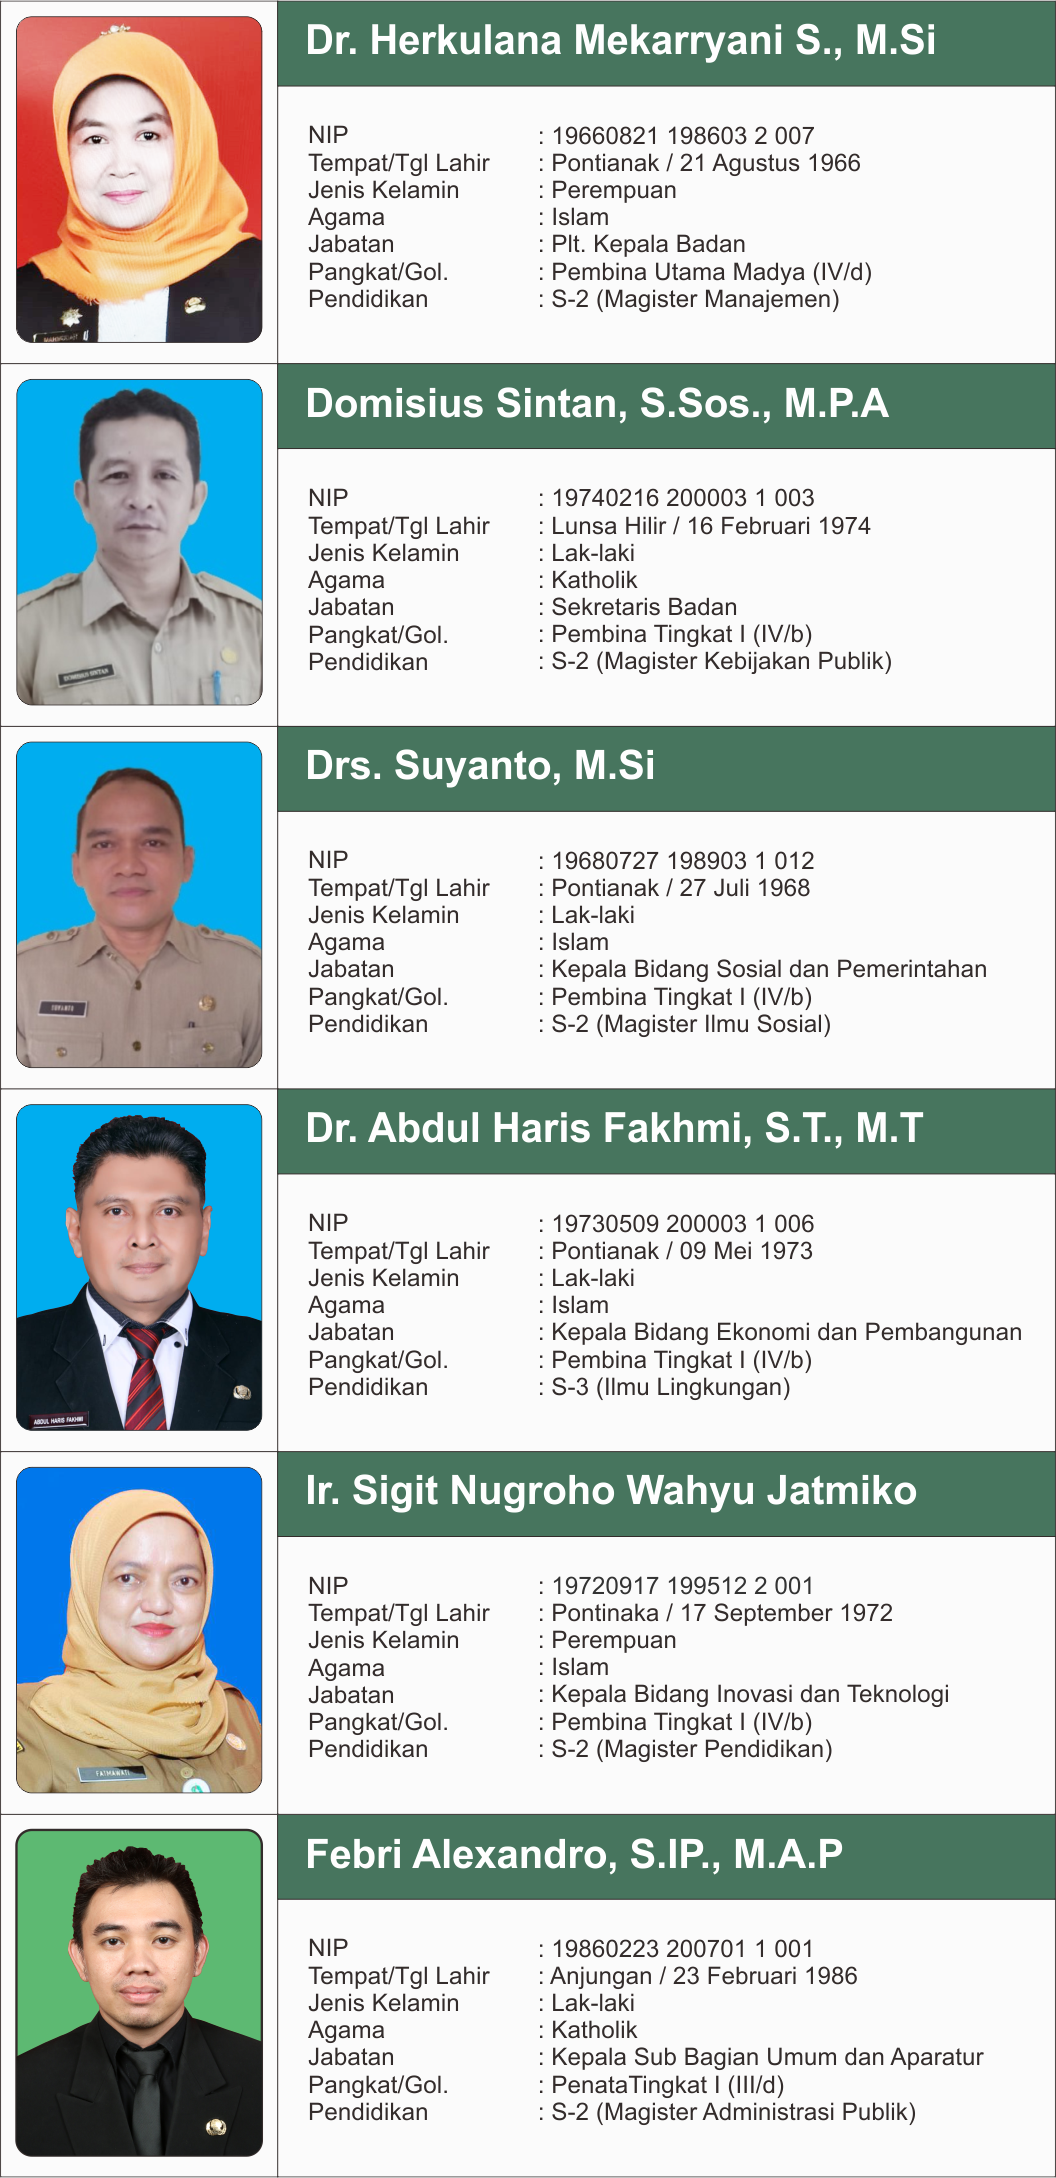 Dr. Herkulana Mekarryani S., M.Si
NIP : 19660821 198603 2 007
Tempat/Tgl Lahir : Pontianak / 21 Agustus 1966
Jenis Kelamin : Perempuan
Agama : Islam
Jabatan : Plt. Kepala Badan
Pangkat/Gol. : Pembina Utama Madya (IV/d)
Pendidikan : S-2 (Magister Manajemen)
Domisius Sintan, S.Sos., M.P.A
NIP : 19740216 200003 1 003
Tempat/Tgl Lahir : Lunsa Hilir / 16 Februari 1974
Jenis Kelamin : Lak-laki
Agama : Katholik
Jabatan : Sekretaris Badan
Pangkat/Gol. : Pembina Tingkat I (IV/b)
Pendidikan : S-2 (Magister Kebijakan Publik)
DOMISIUS SINTAN
Drs. Suyanto, M.Si
NIP : 19680727 198903 1 012
Tempat/Tgl Lahir : Pontianak / 27 Juli 1968
Jenis Kelamin : Lak-laki
Agama : Islam
Jabatan : Kepala Bidang Sosial dan Pemerintahan
Pangkat/Gol. : Pembina Tingkat I (IV/b)
Pendidikan : S-2 (Magister Ilmu Sosial)
SUYANTO
Dr. Abdul Haris Fakhmi, S.T., M.T
NIP : 19730509 200003 1 006
Tempat/Tgl Lahir : Pontianak / 09 Mei 1973
Jenis Kelamin : Lak-laki
Agama : Islam
Jabatan : Kepala Bidang Ekonomi dan Pembangunan
Pangkat/Gol. : Pembina Tingkat I (IV/b)
Pendidikan : S-3 (Ilmu Lingkungan)
ABDUL HARIS FAKHMI
Ir. Sigit Nugroho Wahyu Jatmiko
NIP : 19720917 199512 2 001
Tempat/Tgl Lahir : Pontinaka / 17 September 1972
Jenis Kelamin : Perempuan
Agama : Islam
Jabatan : Kepala Bidang Inovasi dan Teknologi
Pangkat/Gol. : Pembina Tingkat I (IV/b)
Pendidikan : S-2 (Magister Pendidikan)
FATMAWATI
Febri Alexandro, S.IP., M.A.P
NIP : 19860223 200701 1 001
Tempat/Tgl Lahir : Anjungan / 23 Februari 1986
Jenis Kelamin : Lak-laki
Agama : Katholik
Jabatan : Kepala Sub Bagian Umum dan Aparatur
Pangkat/Gol. : PenataTingkat I (III/d)
Pendidikan : S-2 (Magister Administrasi Publik)